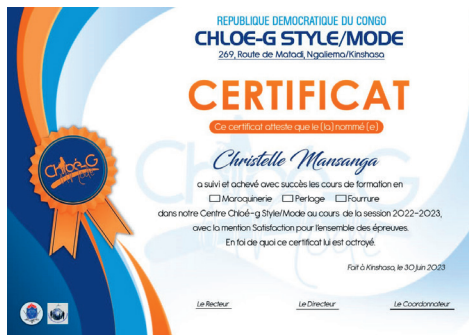 REPUBLIQUE DEMOCRATIQUE DU CONGO
CHLOE-G STYLE/MODE
269, Route de Matadi, Ngaliema/Kinshasa
CERTIFICAT
Ce certificat atteste que le (la) nommé (e)
Christelle Mansanga
a suivi et achevé avec succès les cours de formation en
Maroquinerie Perlage Fourrure
dans notre Centre Chloé-g Style/Mode au cours de la session 2022-2023,
avec la mention Satisfaction pour l'ensemble des épreuves.
En foi de quoi ce certificat lui est octroyé.
Fait à Kinshasa, le 30 juin 2023
Le Recteur Le Directeur Le Coordonnateur
Chloé-G
Mode